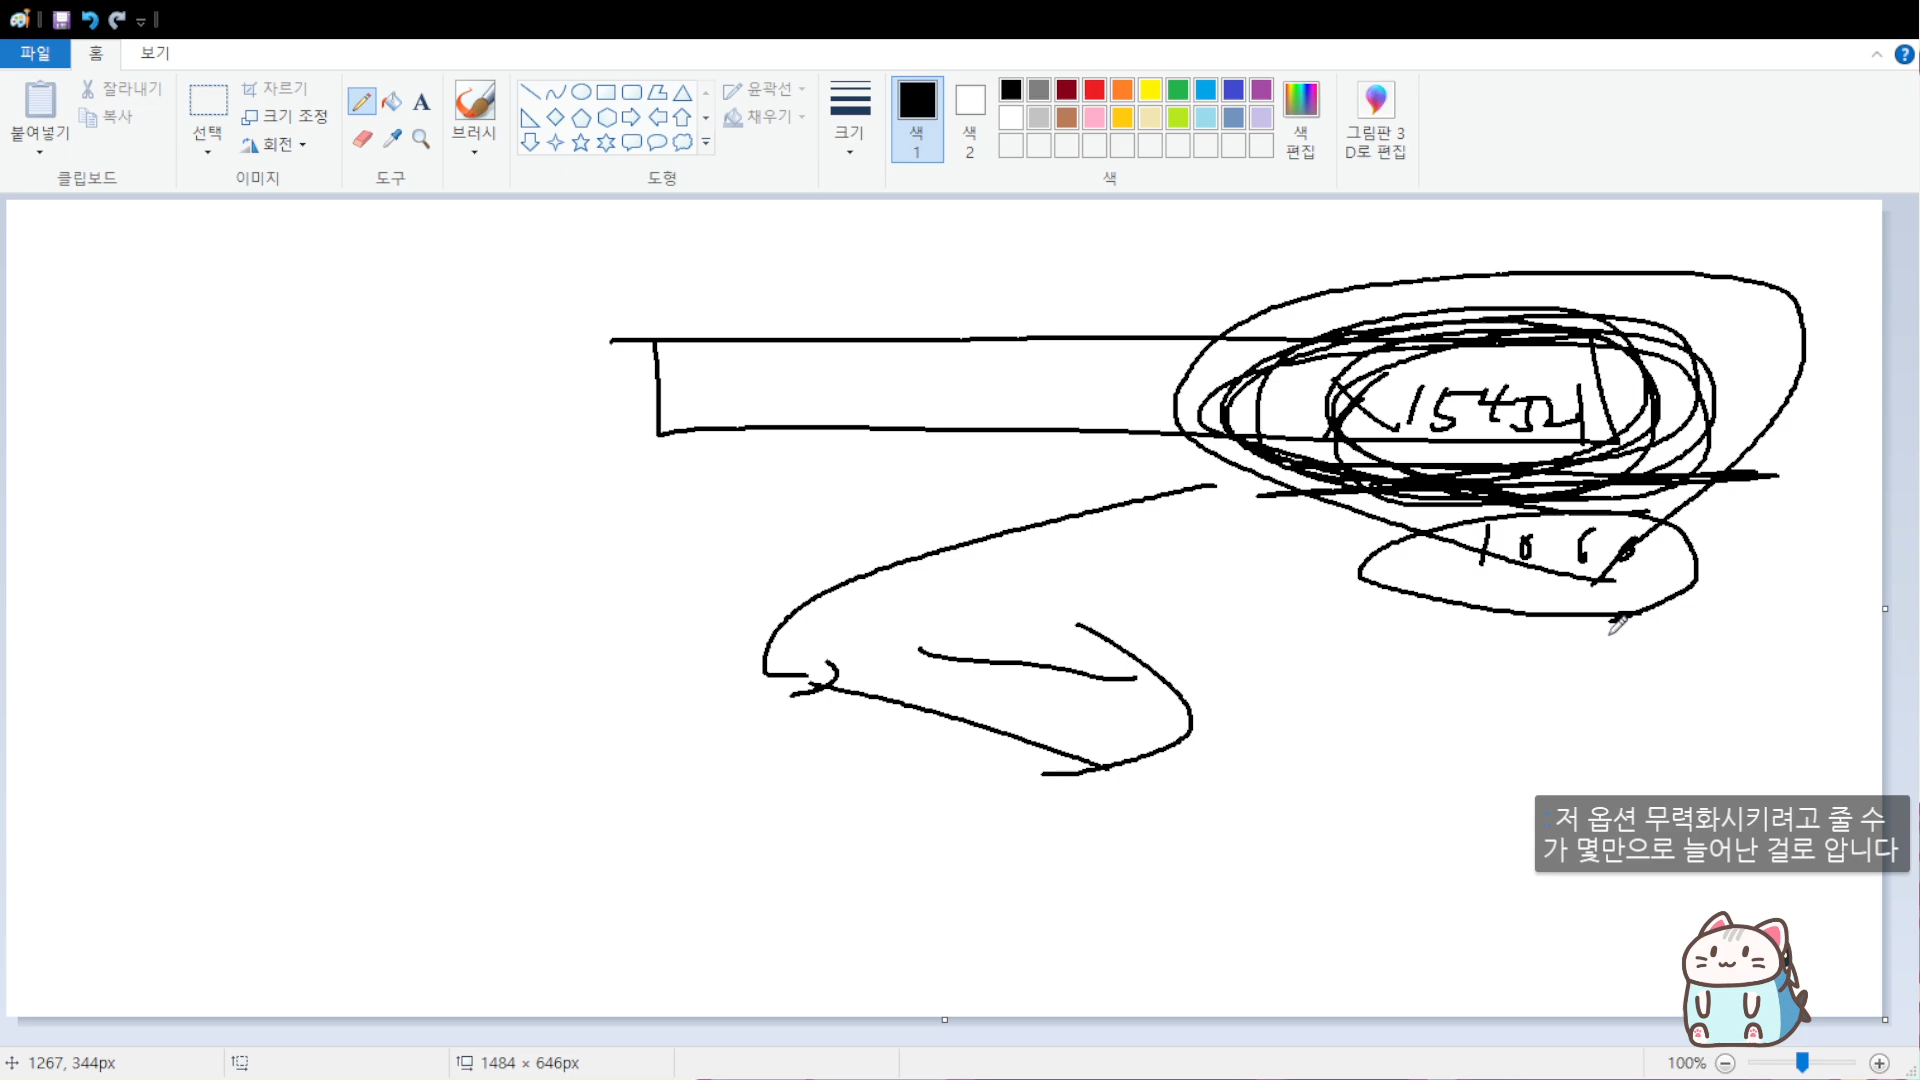 파일
홈
보기
붙여넣기
잘라내기
복사
클립보드
선택
자르기
크기 조정
회전
이미지
A
도구
브러시
도형
윤곽선
채우기
크기
색
1
색
2
색
편집
색
그림판 3
D로 편집
저 옵션 무력화시키려고 줄 수
가 몇만으로 늘어난 걸로 압니다
1267, 344px
1484 × 646px
100%